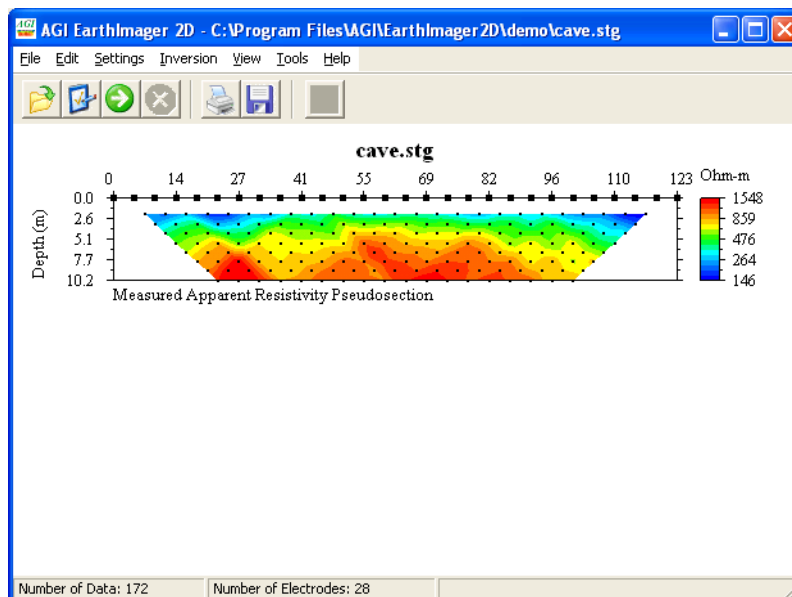 AGI EarthImager 2D - C:\Program Files\AGI\EarthImager2D\demo\cave.stg
File Edit Settings Inversion View Tools Help
cave.stg
0 14 27 41 55 69 82 96 110 123 Ohm-m
0.0 1548
2.6 859
5.1 476
7.7 264
10.2 146
Depth (m)
Measured Apparent Resistivity Pseudosection
Number of Data: 172 Number of Electrodes: 28